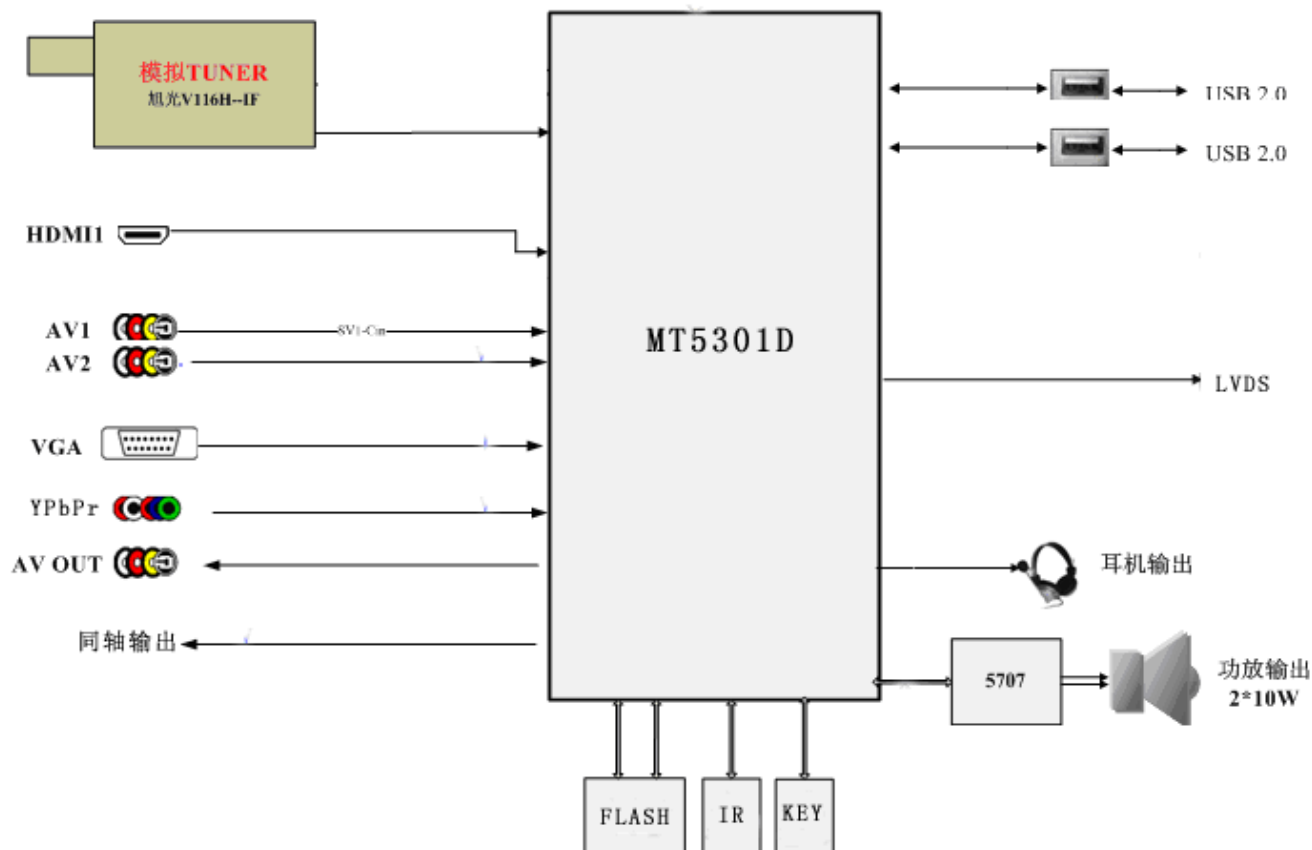 模拟TUNER
旭光V116H--IF
HDMI1
AV1
SV1-Cin
AV2
VGA
YPbPr
AV OUT
同轴输出
MT5301D
USB 2.0
USB 2.0
LVDS
耳机输出
5707
功放输出
2*10W
FLASH
IR
KEY